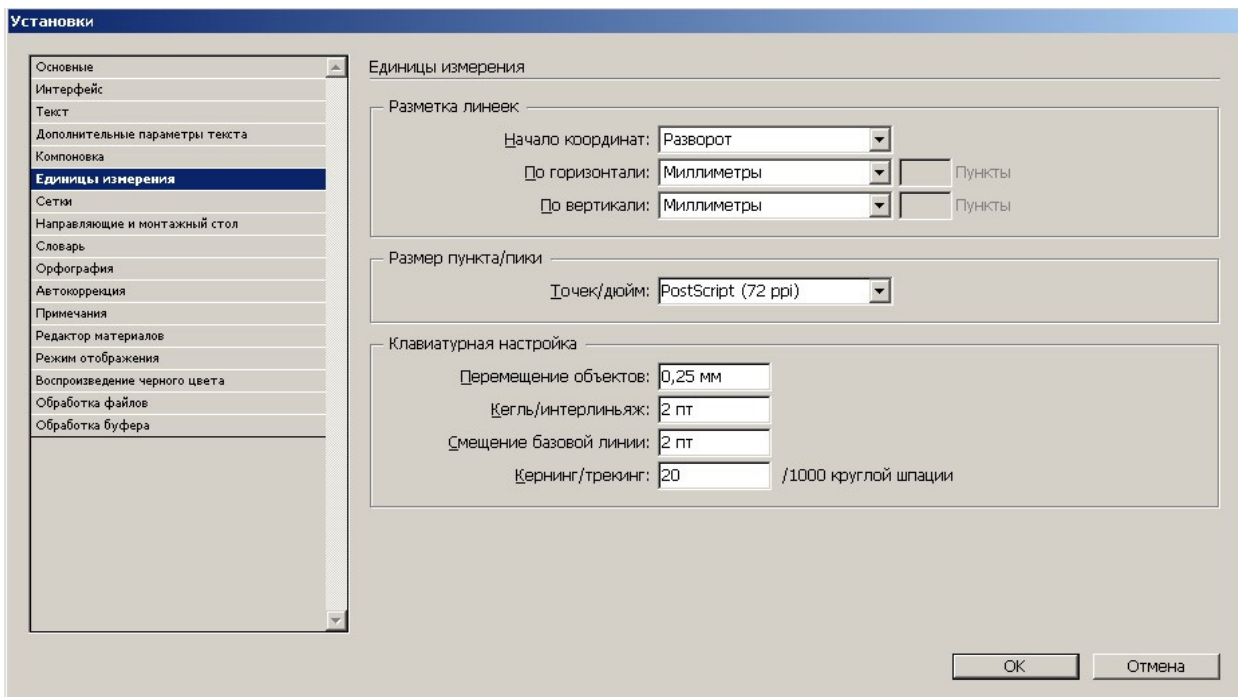 Установки
Основные
Интерфейс
Текст
Дополнительные параметры текста
Компоновка
Единицы измерения
Сетки
Направляющие и монтажный стол
Словарь
Орфография
Автокоррекция
Примечания
Редактор материалов
Режим отображения
Воспроизведение черного цвета
Обработка файлов
Обработка буфера
Единицы измерения
Разметка линеек
Начало координат: Разворот
По горизонтали: Миллиметры Пункты
По вертикали: Миллиметры Пункты
Размер пункта/пики
Точек/дюйм: PostScript (72 ppi)
Клавиатурная настройка
Перемещение объектов: 0,25 мм
Кегль/интерлиньяж: 2 пт
Смещение базовой линии: 2 пт
Кернинг/трекинг: 20 /1000 круглой шпации
OK Отмена